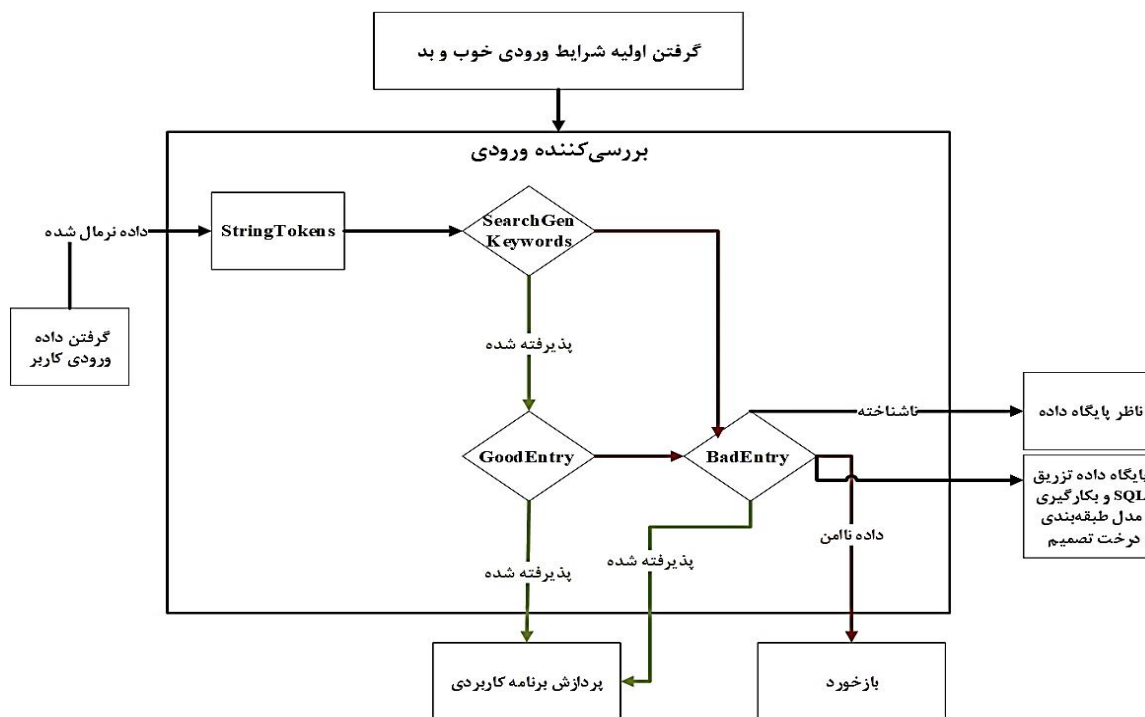 گرفتن اولیه شرایط ورودی خوب و بد
بررسی‌کننده ورودی
StringTokens
SearchGen
Keywords
داده نرمال شده
گرفتن داده
ورودی کاربر
پذیرفته شده
GoodEntry
BadEntry
ناشناخته
ناظر پایگاه داده
پایگاه داده تزریق
SQL و بکارگیری
مدل طبقه‌بندی
درخت تصمیم
داده ناامن
پذیرفته شده
پذیرفته شده
پردازش برنامه کاربردی
بازخورد